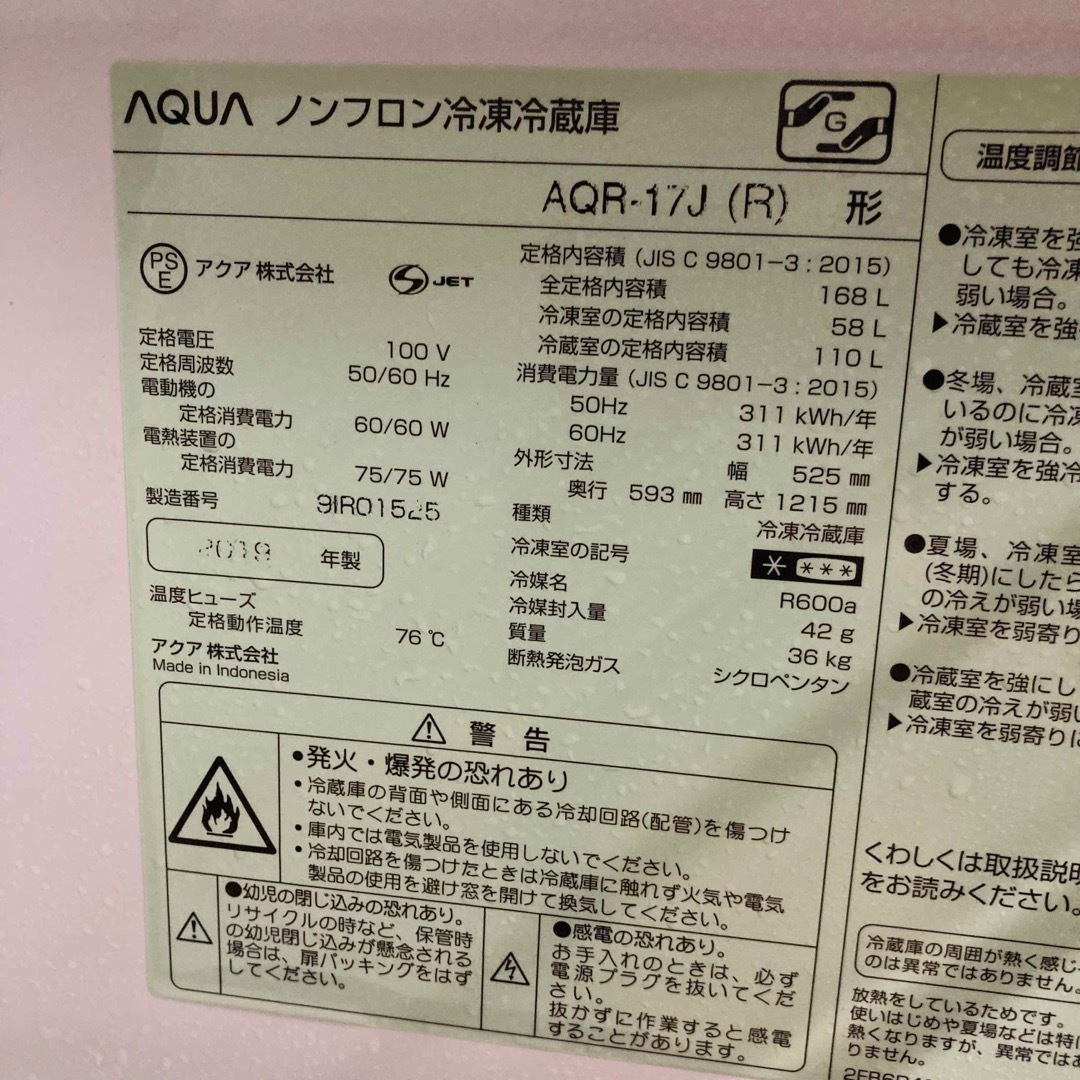 AQUA ノンフロン冷凍冷蔵庫
G
AQR-17J (R) 形
PS
E
アクア 株式会社
S JET
定格電圧 100 V
定格周波数 50/60 Hz
電動機の
定格消費電力 60/60 W
電熱装置の
定格消費電力 75/75 W
製造番号 9IR01525
2019 年製
温度ヒューズ
定格動作温度 76 ℃
アクア 株式会社
Made in Indonesia
定格内容積 (JIS C 9801-3 : 2015)
全定格内容積 168 L
冷凍室の定格内容積 58 L
冷蔵室の定格内容積 110 L
消費電力量 (JIS C 9801-3 : 2015)
50Hz 311 kWh/年
60Hz 311 kWh/年
外形寸法 幅 525 ㎜
奥行 593 ㎜ 高さ 1215 ㎜
種類 冷凍冷蔵庫
冷凍室の記号 * ***
冷媒名 R600a
冷媒封入量 42 g
質量 36 kg
断熱発泡ガス シクロペンタン
警告
●発火・爆発の恐れあり
・冷蔵庫の背面や側面にある冷却回路(配管)を傷つけ
ないでください。
・庫内では電気製品を使用しないでください。
・冷却回路を傷つけたときは冷蔵庫に触れず火気や電気
製品の使用を避け窓を開けて換気してください。
●幼児の閉じ込みの恐れあり。
リサイクルの時など、保管時
の幼児閉じ込みが懸念される
場合は、扉パッキングをはず
してください。
●感電の恐れあり。
お手入れのときは、必ず
電源プラグを抜いてくだ
さい。
抜かずに作業すると感電
することがあります。
温度調節
●冷凍室を強
しても冷凍
弱い場合。
▶冷蔵室を強
●冬場、冷蔵室
いるのに冷凍
が弱い場合。
▶冷凍室を強冷
する。
●夏場、冷凍室
(冬期)にしたら
の冷えが弱い場
▶冷凍室を弱寄り
●冷蔵室を強にし
蔵室の冷えが弱い
▶冷凍室を弱寄りに
くわしくは取扱説明
をお読みください。
冷蔵庫の周囲が熱く感じ
のは異常ではありません。
放熱をしているためです。
使いはじめや夏場などは特に
熱くなりますが、異常ではあ
りません。